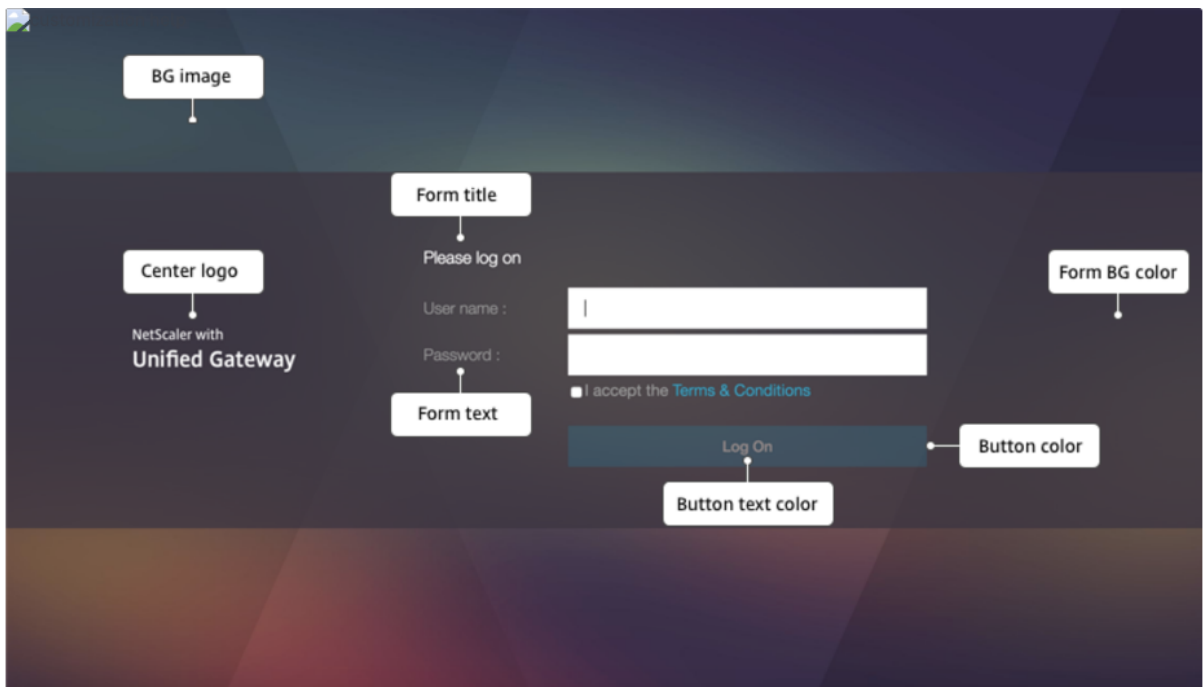 BG image
Form title
Please log on
Center logo
Form BG color
User name :
NetScaler with
Unified Gateway
Password :
I accept the Terms & Conditions
Form text
Log On
Button color
Button text color